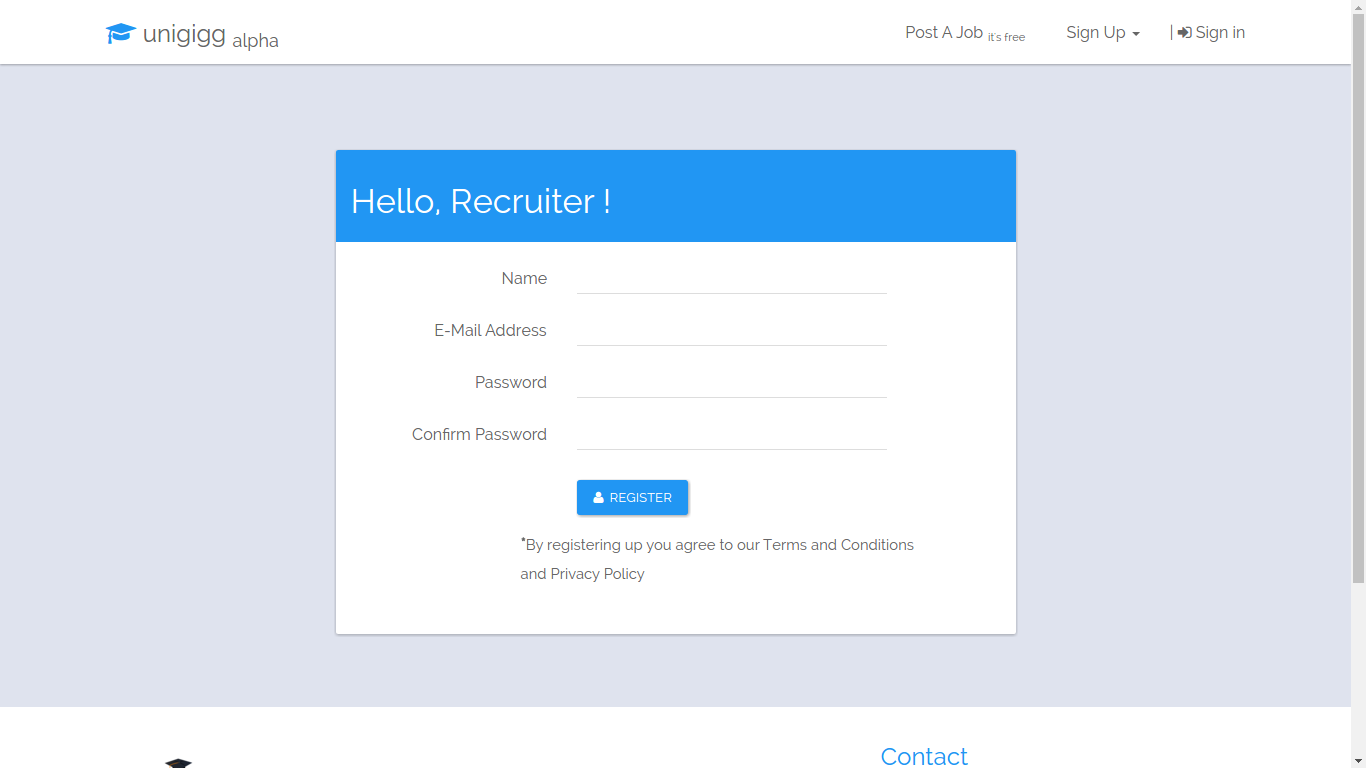 unigigg alpha
Post A Job it's free
Sign Up
| Sign in
Hello, Recruiter !
Name
E-Mail Address
Password
Confirm Password
REGISTER
*By registering up you agree to our Terms and Conditions
and Privacy Policy
Contact